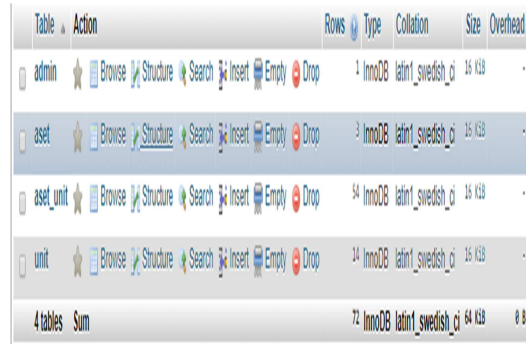 Table Action Rows Type Collation Size Overhead
admin Browse Structure Search Insert Empty Drop 1 InnoDB latin1_swedish_ci 16 KiB -
aset Browse Structure Search Insert Empty Drop 3 InnoDB latin1_swedish_ci 16 KiB -
aset_unit Browse Structure Search Insert Empty Drop 54 InnoDB latin1_swedish_ci 16 KiB -
unit Browse Structure Search Insert Empty Drop 14 InnoDB latin1_swedish_ci 16 KiB -
4 tables Sum 72 InnoDB latin1_swedish_ci 64 KiB 0 B